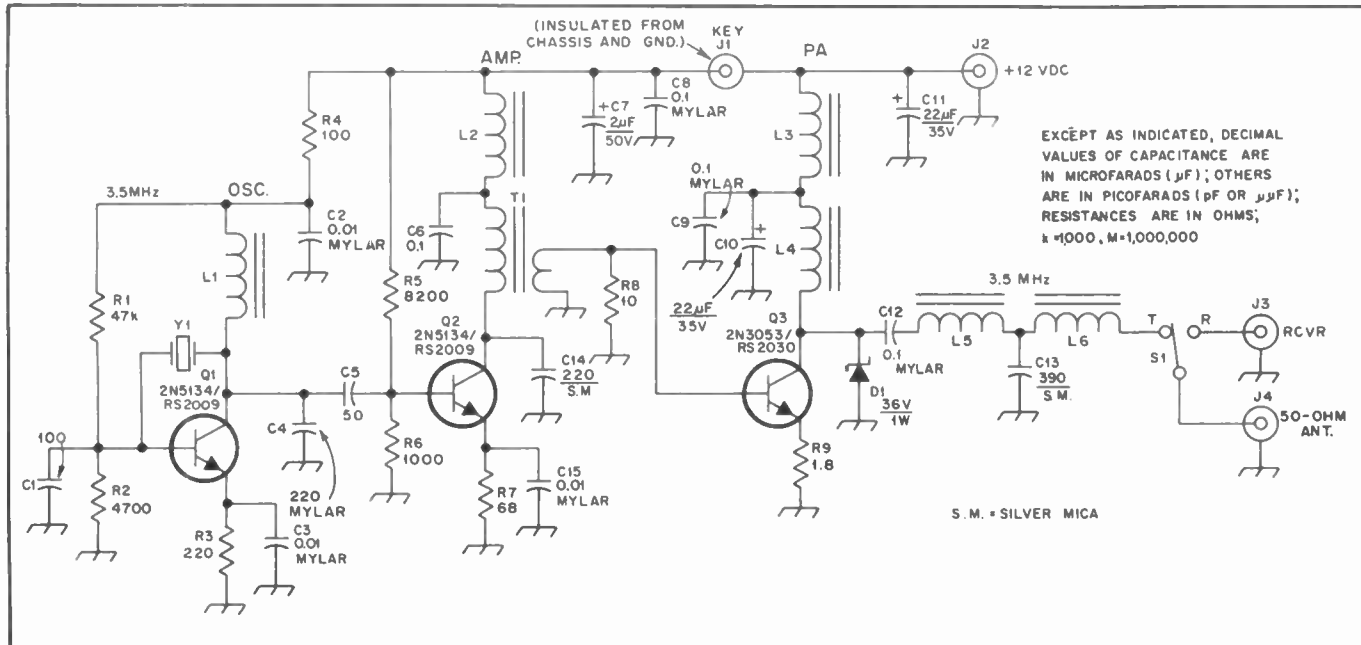 (INSULATED FROM
CHASSIS AND GND.)
KEY
J1
AMP.
PA
J2
+12 VDC
R4
100
L2
+
C7
2µF
50V
C8
0.1
MYLAR
L3
+
C11
22µF
35V
EXCEPT AS INDICATED, DECIMAL
VALUES OF CAPACITANCE ARE
IN MICROFARADS (µF); OTHERS
ARE IN PICOFARADS (pF OR µµF);
RESISTANCES ARE IN OHMS;
k=1000, M=1,000,000
3.5MHz
OSC.
C2
0.01
MYLAR
L1
T1
C6
0.1
0.1
MYLAR
C9
+
C10
22µF
35V
L4
R1
47k
Y1
Q1
2N5134/
RS2009
R5
8200
Q2
2N5134/
RS2009
R8
10
Q3
2N3053/
RS2030
C12
0.1
MYLAR
3.5 MHz
L5
L6
T
R
S1
J3
RCVR
J4
50-OHM
ANT.
C5
50
C14
220
S.M
D1
36V
1W
C13
390
S.M.
100
C1
R2
4700
C4
220
MYLAR
R6
1000
R7
68
C15
0.01
MYLAR
R9
1.8
R3
220
C3
0.01
MYLAR
S.M. = SILVER MICA